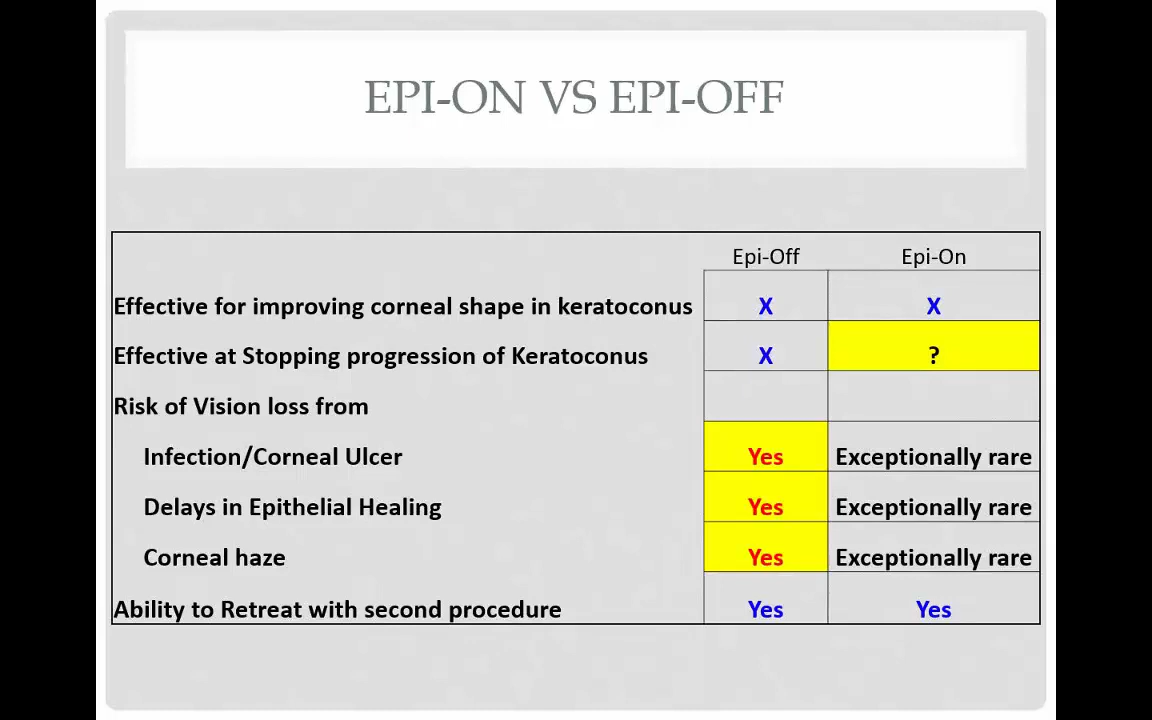 EPI-ON VS EPI-OFF
Epi-Off Epi-On
Effective for improving corneal shape in keratoconus X X
Effective at Stopping progression of Keratoconus X ?
Risk of Vision loss from
Infection/Corneal Ulcer Yes Exceptionally rare
Delays in Epithelial Healing Yes Exceptionally rare
Corneal haze Yes Exceptionally rare
Ability to Retreat with second procedure Yes Yes